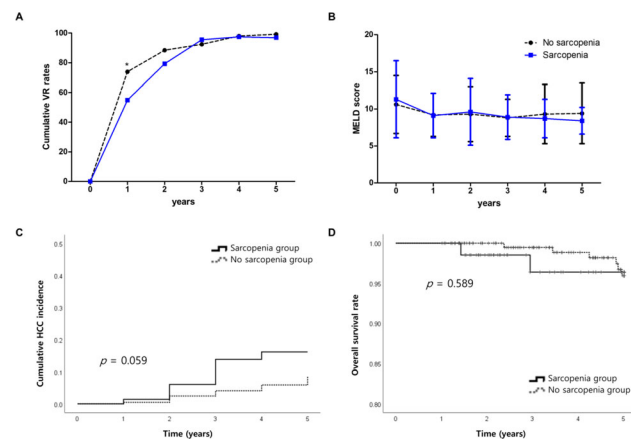 A
Cumulative VR rates
100
80
60
40
20
0
*
0 1 2 3 4 5
years
B
No sarcopenia
Sarcopenia
MELD score
20
15
10
5
0
0 1 2 3 4 5
years
C
Sarcopenia group
No sarcopenia group
Cumulative HCC incidence
0.5
0.4
0.3
0.2
0.1
0.0
p = 0.059
0 1 2 3 4 5
Time (years)
D
Overall survival rate
1.00
0.95
0.90
0.85
0.80
p = 0.589
Sarcopenia group
No sarcopenia group
0 1 2 3 4 5
Time (years)